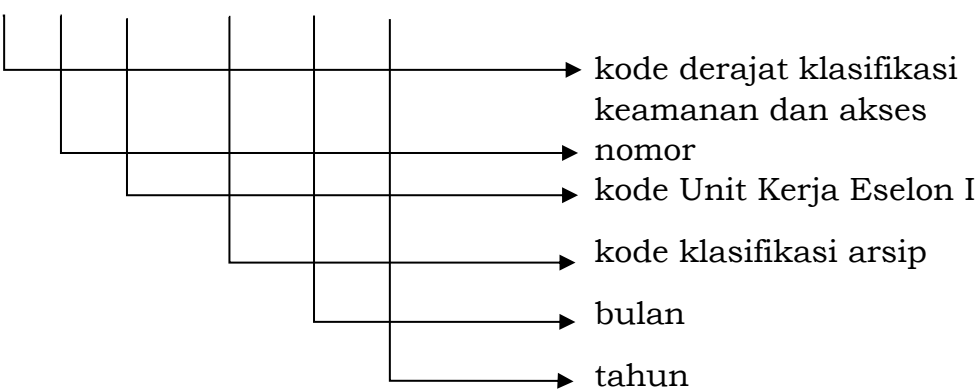 kode derajat klasifikasi
keamanan dan akses
nomor
kode Unit Kerja Eselon I
kode klasifikasi arsip
bulan
tahun